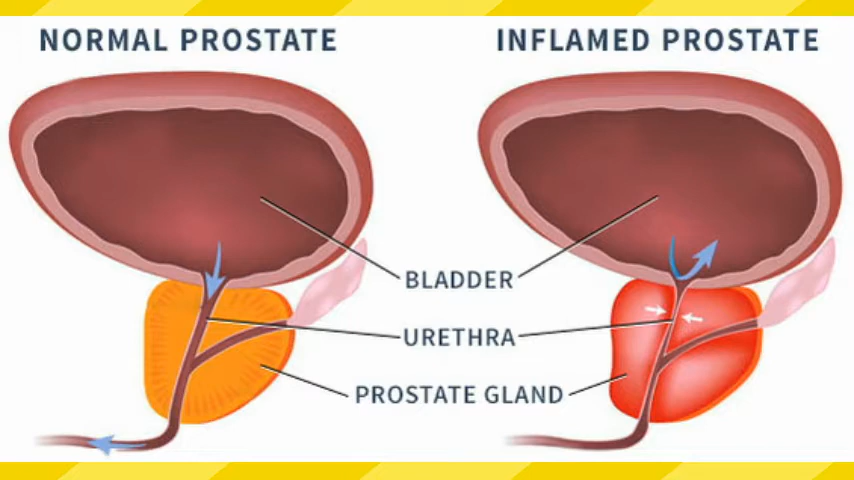 NORMAL PROSTATE
INFLAMED PROSTATE
BLADDER
URETHRA
PROSTATE GLAND